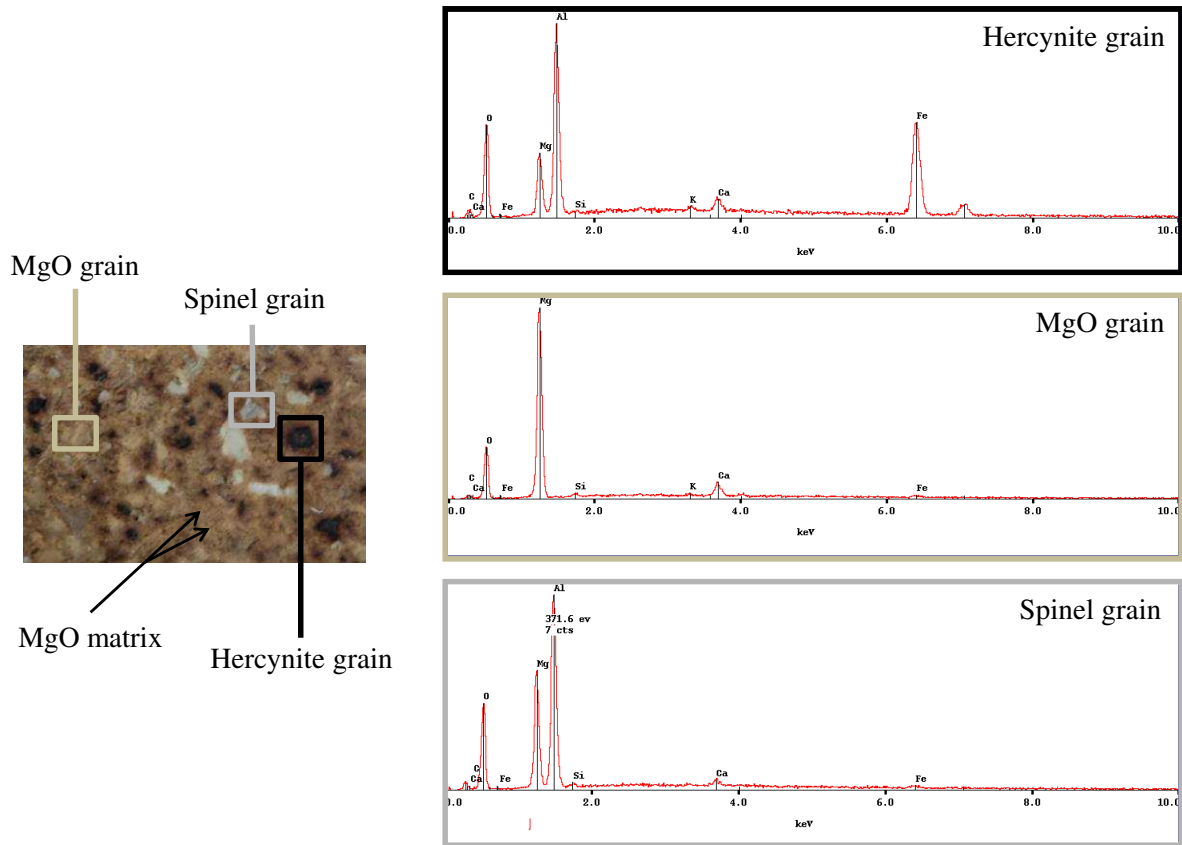 MgO grain
Spinel grain
MgO matrix
Hercynite grain
Hercynite grain
Al
O
Mg
Fe
C
Ca
Fe
Si
K
Ca
0.0 2.0 4.0 6.0 8.0 10.0
keV
MgO grain
Mg
O
C
Ca
Fe
Si
K
Ca
Fe
0.0 2.0 4.0 6.0 8.0 10.0
keV
Spinel grain
Al
371.6 ev
7 cts
Mg
O
C
Ca
Fe
Si
Ca
Fe
0.0 2.0 4.0 6.0 8.0 10.0
keV